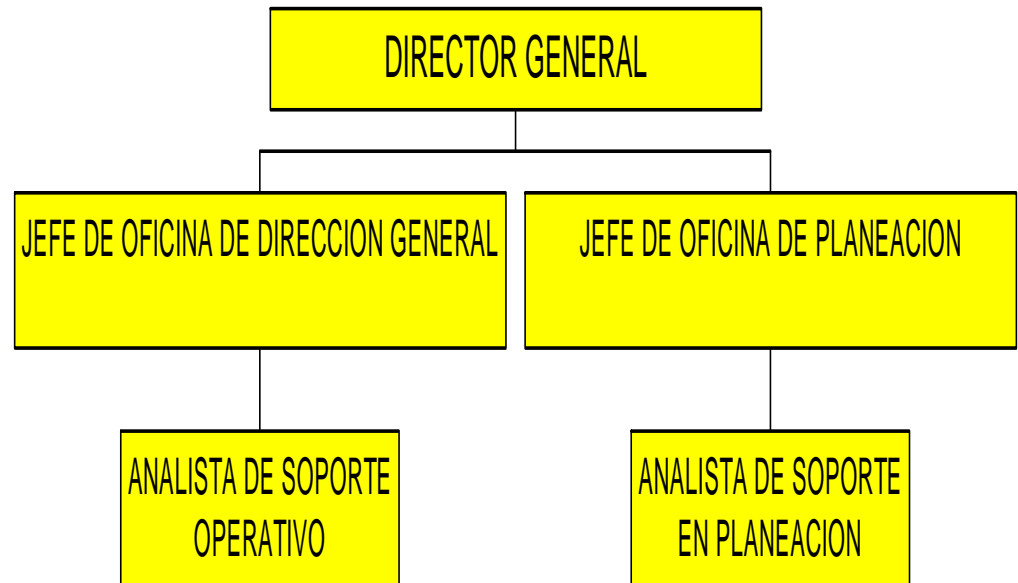 DIRECTOR GENERAL
JEFE DE OFICINA DE DIRECCION GENERAL
JEFE DE OFICINA DE PLANEACION
ANALISTA DE SOPORTE
OPERATIVO
ANALISTA DE SOPORTE
EN PLANEACION